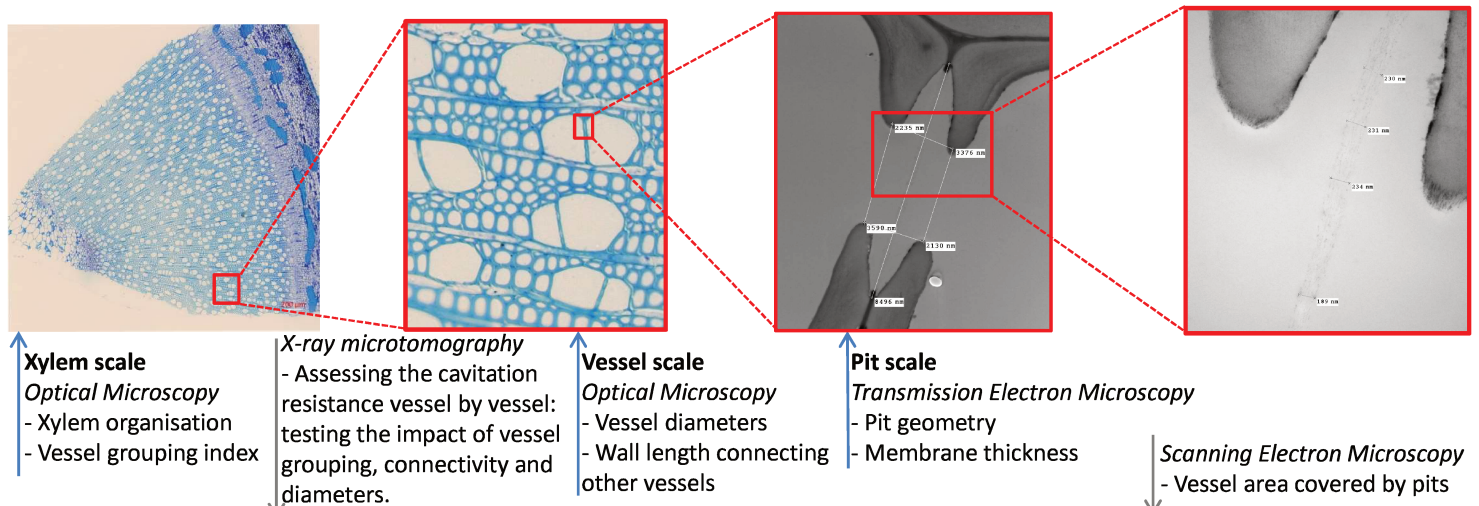 200 µm
2235 nm
3376 nm
3590 nm
2130 nm
8496 nm
230 nm
231 nm
234 nm
189 nm
Xylem scale
Optical Microscopy
- Xylem organisation
- Vessel grouping index
X-ray microtomography
- Assessing the cavitation
resistance vessel by vessel:
testing the impact of vessel
grouping, connectivity and
diameters.
Vessel scale
Optical Microscopy
- Vessel diameters
- Wall length connecting
other vessels
Pit scale
Transmission Electron Microscopy
- Pit geometry
- Membrane thickness
Scanning Electron Microscopy
- Vessel area covered by pits